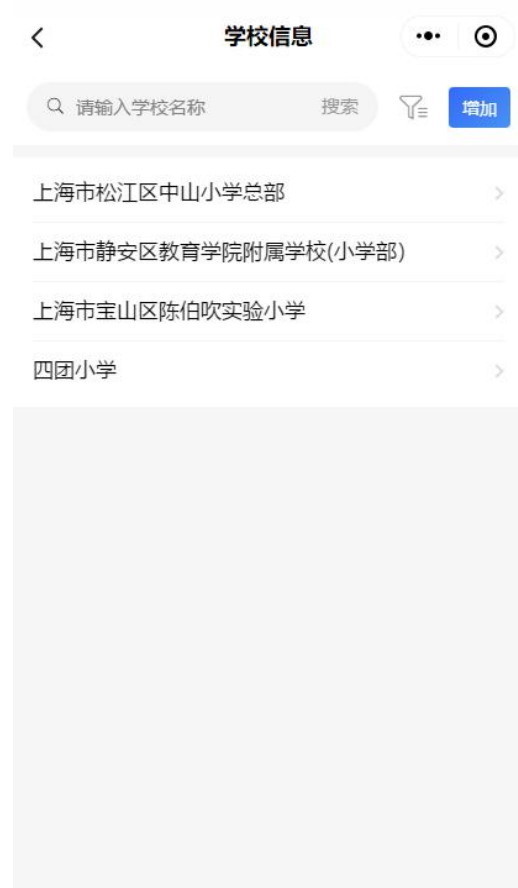 学校信息
请输入学校名称 搜索 增加
上海市松江区中山小学总部
上海市静安区教育学院附属学校(小学部)
上海市宝山区陈伯吹实验小学
四团小学